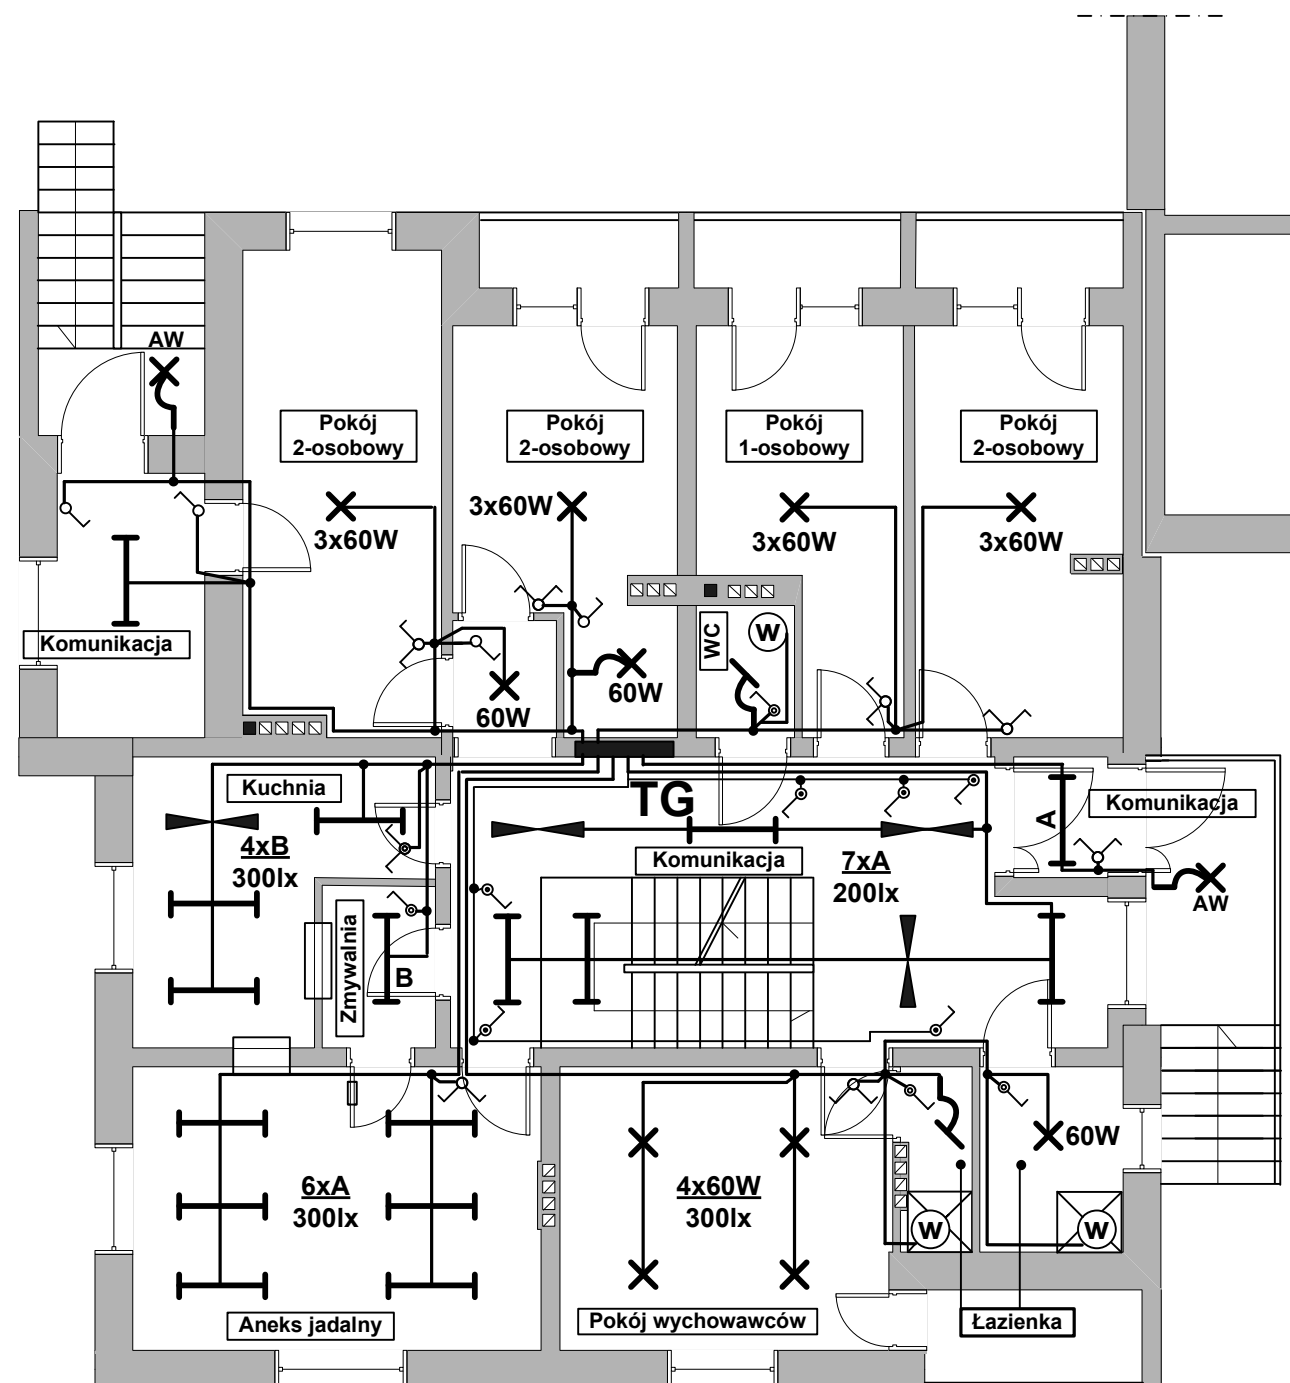 AW
Pokój
2-osobowy
Pokój
2-osobowy
Pokój
1-osobowy
Pokój
2-osobowy
3x60W
3x60W
3x60W
3x60W
Komunikacja
WC
W
60W
60W
Kuchnia
TG
Komunikacja
A
4xB
300lx
Komunikacja
7xA
200lx
AW
Zmywalnia
B
60W
6xA
300lx
4x60W
300lx
W
W
Aneks jadalny
Pokój wychowawców
Łazienka